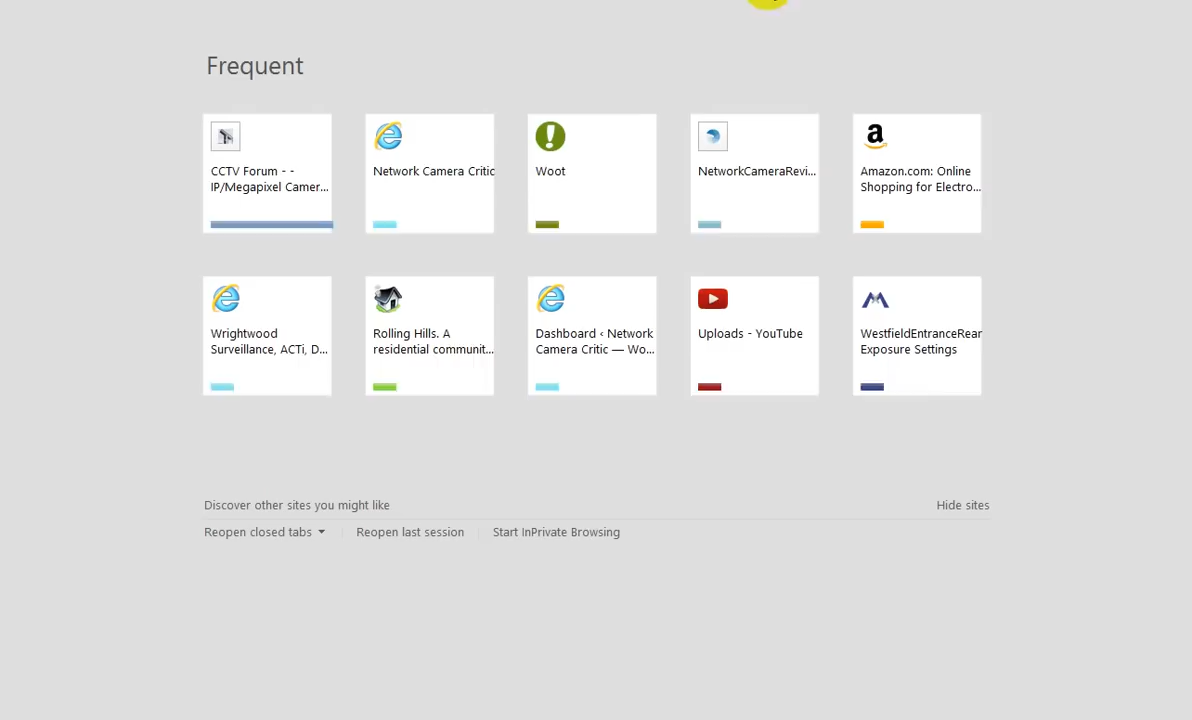 Frequent
CCTV Forum - -
IP/Megapixel Camer...
Network Camera Critic
Woot
NetworkCameraRevi...
Amazon.com: Online
Shopping for Electro...
Wrightwood
Surveillance, ACTi, D...
Rolling Hills. A
residential communit...
Dashboard ‹ Network
Camera Critic — Wo...
Uploads - YouTube
WestfieldEntranceRear
Exposure Settings
Discover other sites you might like
Hide sites
Reopen closed tabs
Reopen last session
Start InPrivate Browsing